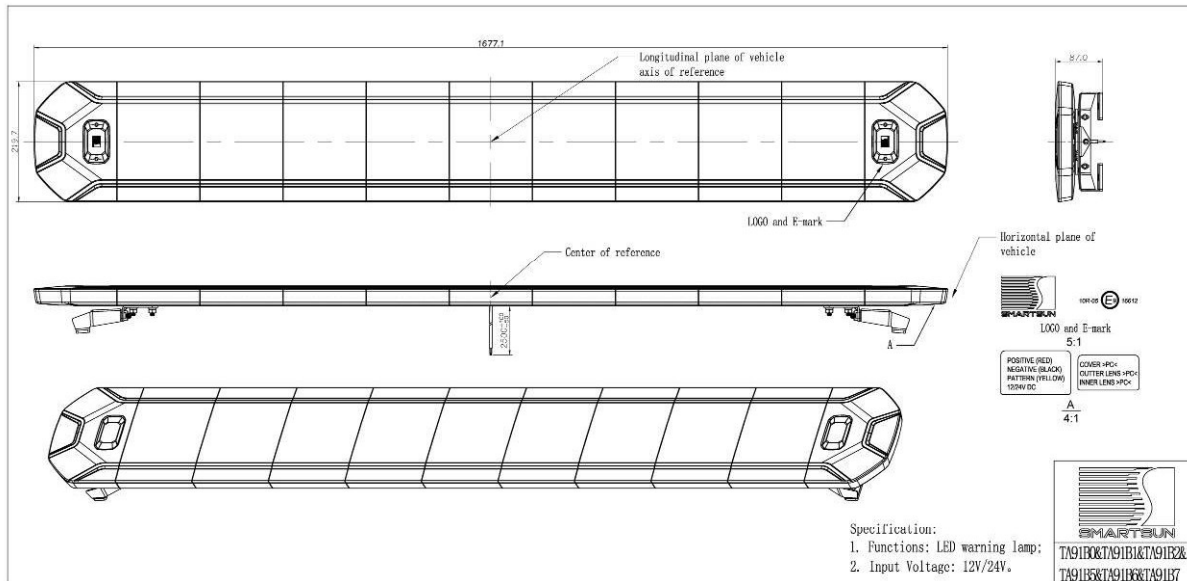 1677.1
Longitudinal plane of vehicle
axis of reference
87.0
219.7
LOGO and E-mark
Center of reference
Horizontal plane of
vehicle
A
SMARTSUN
10R-05 E 16612
LOGO and E-mark
5:1
POSITIVE (RED)
NEGATIVE (BLACK)
PATTERN (YELLOW)
12/24V DC
COVER >PC<
OUTTER LENS >PC<
INNER LENS >PC<
A
4:1
Specification:
1. Functions: LED warning lamp;
2. Input Voltage: 12V/24V。
SMARTSUN
TA91B0&TA91B1&TA91B2&
TA91B5&TA91B6&TA91B7